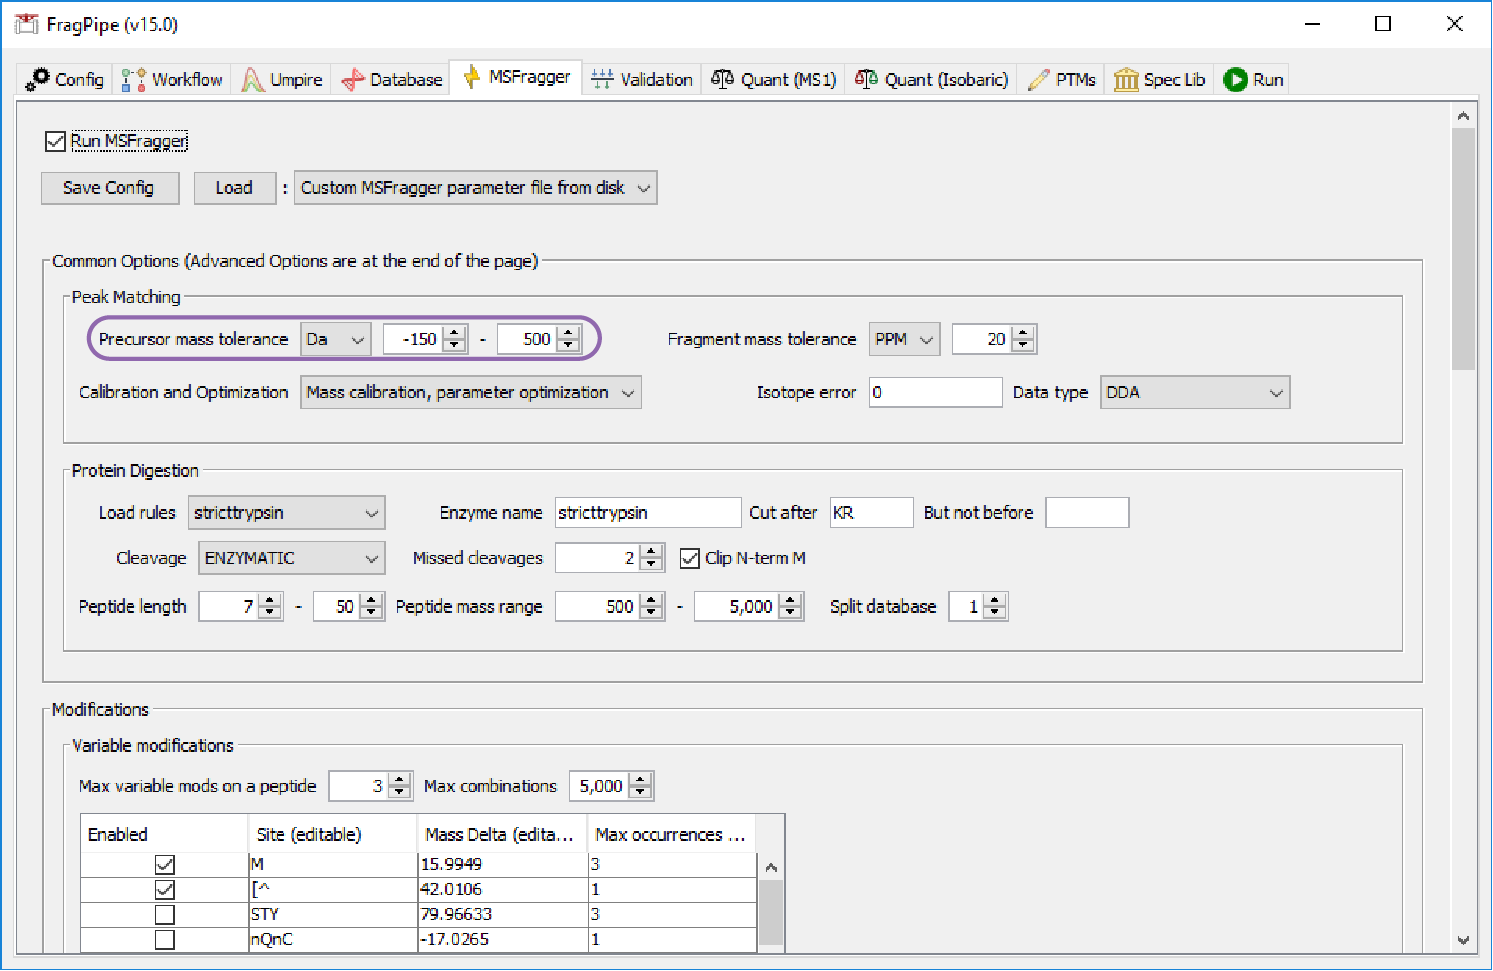 FragPipe (v15.0)
Config Workflow Umpire Database MSFragger Validation Quant (MS1) Quant (Isobaric) PTMs Spec Lib Run
Run MSFragger
Save Config Load : Custom MSFragger parameter file from disk
Common Options (Advanced Options are at the end of the page)
Peak Matching
Precursor mass tolerance Da -150 - 500 Fragment mass tolerance PPM 20
Calibration and Optimization Mass calibration, parameter optimization Isotope error 0 Data type DDA
Protein Digestion
Load rules stricttrypsin Enzyme name stricttrypsin Cut after KR But not before
Cleavage ENZYMATIC Missed cleavages 2 Clip N-term M
Peptide length 7 - 50 Peptide mass range 500 - 5,000 Split database 1
Modifications
Variable modifications
Max variable mods on a peptide 3 Max combinations 5,000
Enabled Site (editable) Mass Delta (edita... Max occurrences ...
M 15.9949 3
[^ 42.0106 1
STY 79.96633 3
nQnC -17.0265 1